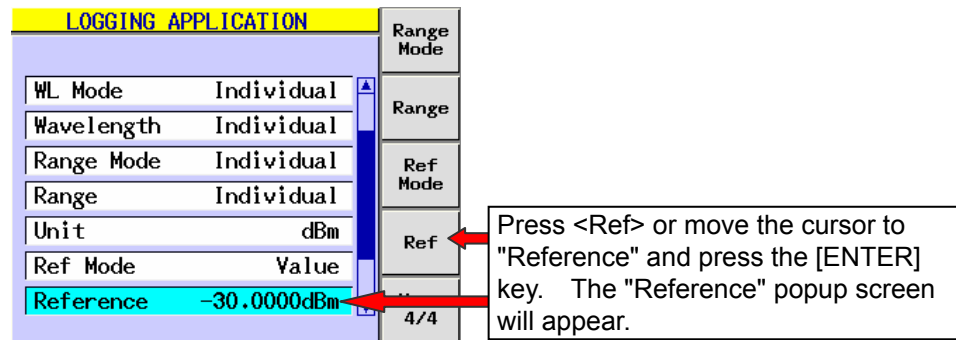 LOGGING APPLICATION
WL Mode Individual
Wavelength Individual
Range Mode Individual
Range Individual
Unit dBm
Ref Mode Value
Reference -30.0000dBm
Range
Mode
Range
Ref
Mode
Ref
4/4
Press <Ref> or move the cursor to
"Reference" and press the [ENTER]
key. The "Reference" popup screen
will appear.